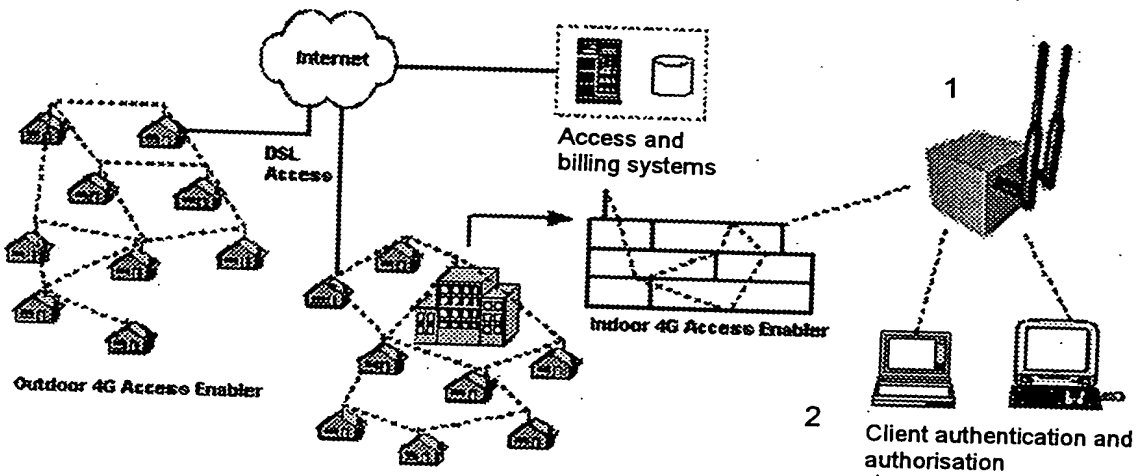 Internet
1
Access and
billing systems
DSL
Access
Indoor 4G Access Enabler
Outdoor 4G Access Enabler
2
Client authentication and
authorisation